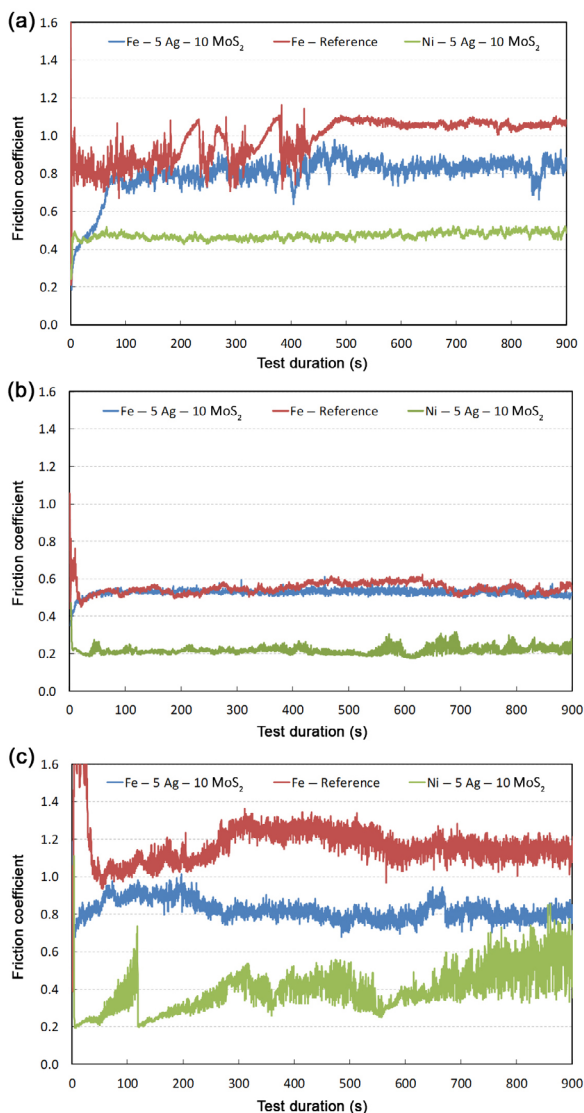 (a)
Fe – 5 Ag – 10 MoS₂ Fe – Reference Ni – 5 Ag – 10 MoS₂
Friction coefficient
1.6
1.4
1.2
1.0
0.8
0.6
0.4
0.2
0.0
0 100 200 300 400 500 600 700 800 900
Test duration (s)
(b)
Fe – 5 Ag – 10 MoS₂ Fe – Reference Ni – 5 Ag – 10 MoS₂
Friction coefficient
1.6
1.4
1.2
1.0
0.8
0.6
0.4
0.2
0.0
0 100 200 300 400 500 600 700 800 900
Test duration (s)
(c)
Fe – 5 Ag – 10 MoS₂ Fe – Reference Ni – 5 Ag – 10 MoS₂
Friction coefficient
1.6
1.4
1.2
1.0
0.8
0.6
0.4
0.2
0.0
0 100 200 300 400 500 600 700 800 900
Test duration (s)